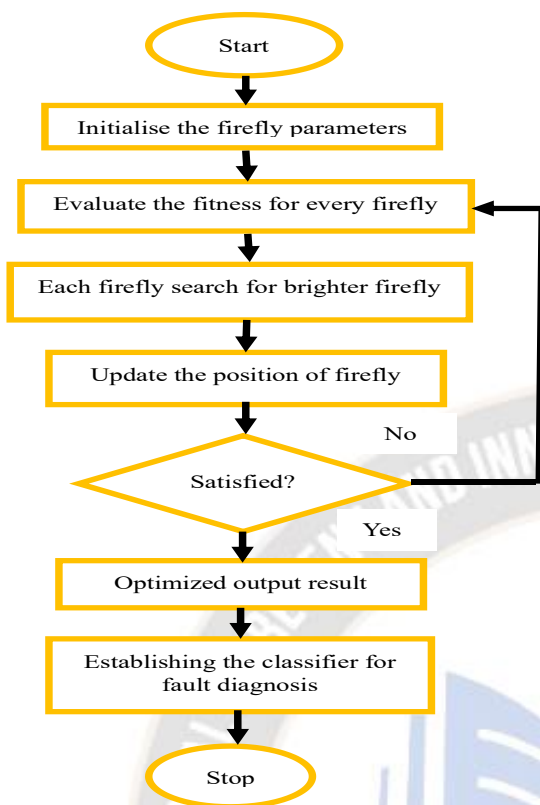 Start
Initialise the firefly parameters
Evaluate the fitness for every firefly
Each firefly search for brighter firefly
Update the position of firefly
No
Satisfied?
Yes
Optimized output result
Establishing the classifier for
fault diagnosis
Stop